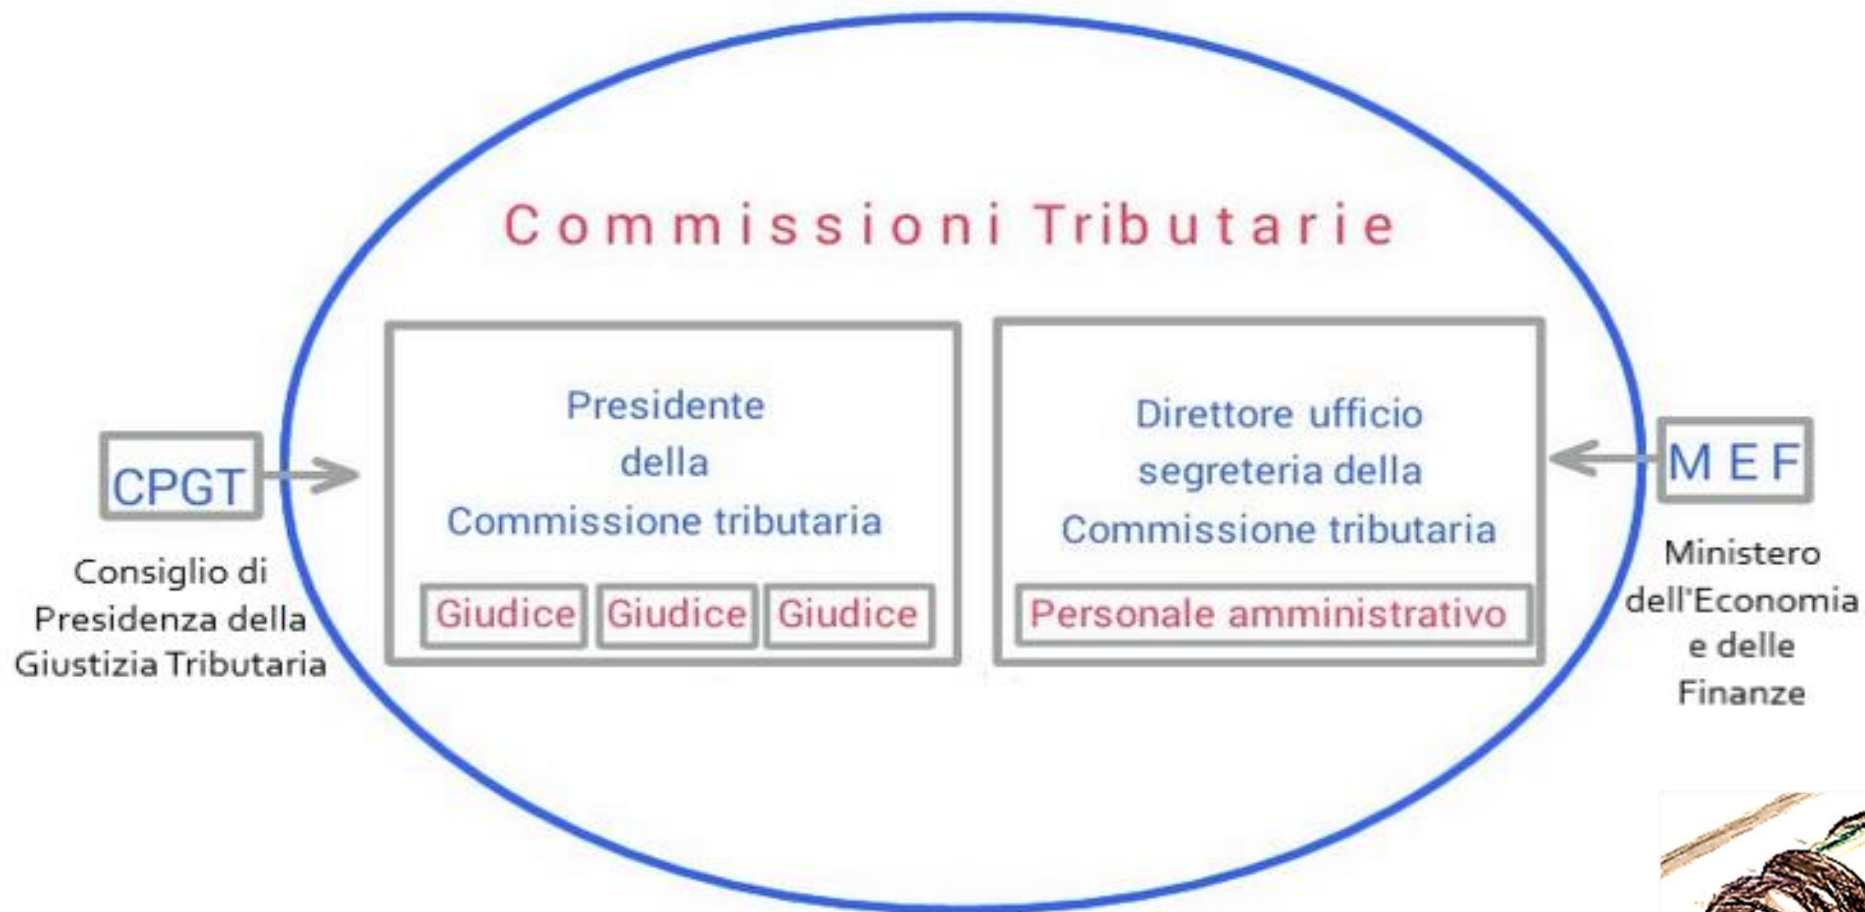 Commissioni Tributarie
CPGT
Consiglio di
Presidenza della
Giustizia Tributaria
Presidente
della
Commissione tributaria
Giudice Giudice Giudice
Direttore ufficio
segreteria della
Commissione tributaria
Personale amministrativo
M E F
Ministero
dell'Economia
e delle
Finanze